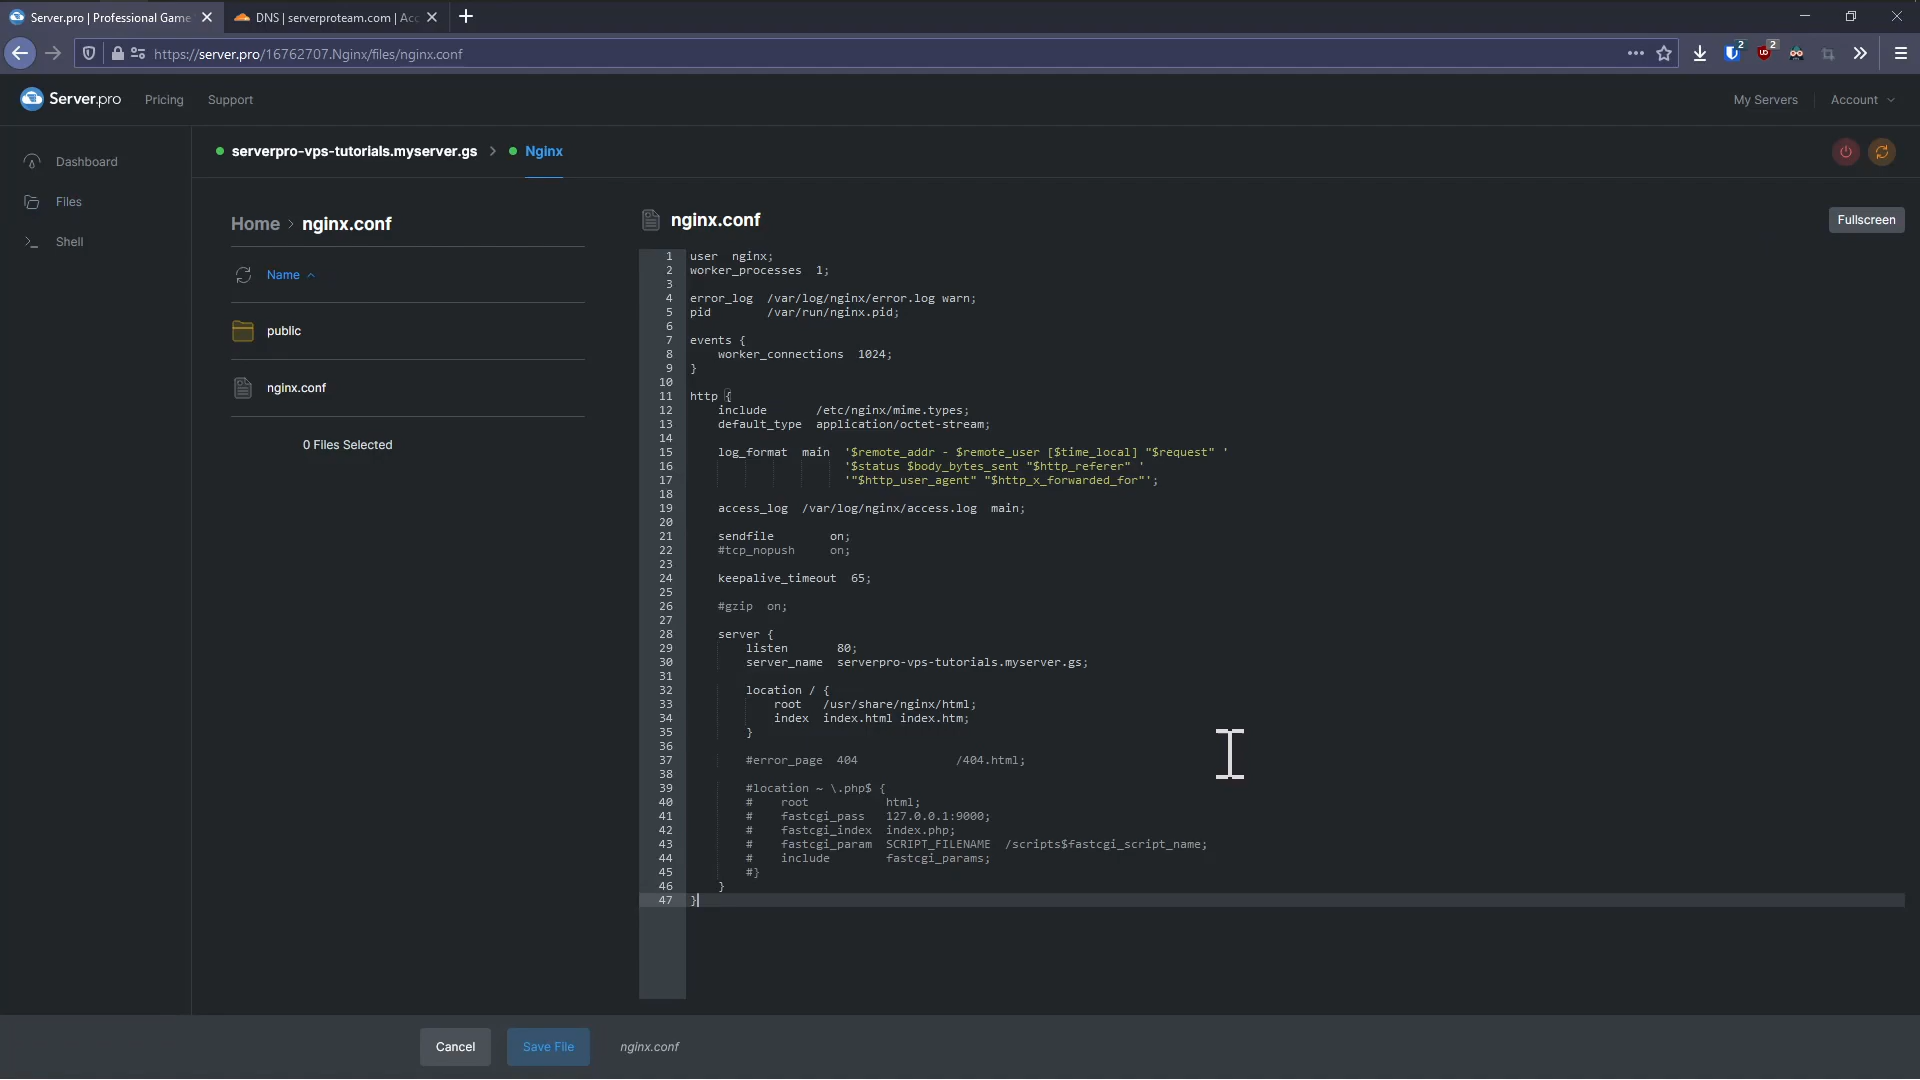 Server.pro | Professional Game
DNS | serverproteam.com | Acc
https://server.pro/16762707.Nginx/files/nginx.conf
2
2
Server.pro
Pricing
Support
My Servers
Account
Dashboard
Files
Shell
serverpro-vps-tutorials.myserver.gs > Nginx
Home > nginx.conf
Name
public
nginx.conf
0 Files Selected
nginx.conf
Fullscreen
1 user  nginx;
2 worker_processes  1;
3
4 error_log  /var/log/nginx/error.log warn;
5 pid        /var/run/nginx.pid;
6
7 events {
8     worker_connections  1024;
9 }
10
11 http {
12     include       /etc/nginx/mime.types;
13     default_type  application/octet-stream;
14
15     log_format  main  '$remote_addr - $remote_user [$time_local] "$request" '
16                       '$status $body_bytes_sent "$http_referer" '
17                       '"$http_user_agent" "$http_x_forwarded_for"';
18
19     access_log  /var/log/nginx/access.log  main;
20
21     sendfile        on;
22     #tcp_nopush     on;
23
24     keepalive_timeout  65;
25
26     #gzip  on;
27
28     server {
29         listen       80;
30         server_name  serverpro-vps-tutorials.myserver.gs;
31
32         location / {
33             root   /usr/share/nginx/html;
34             index  index.html index.htm;
35         }
36
37         #error_page  404              /404.html;
38
39         #location ~ \.php$ {
40         #    root           html;
41         #    fastcgi_pass   127.0.0.1:9000;
42         #    fastcgi_index  index.php;
43         #    fastcgi_param  SCRIPT_FILENAME  /scripts$fastcgi_script_name;
44         #    include        fastcgi_params;
45         #}
46     }
47 }
Cancel
Save File
nginx.conf